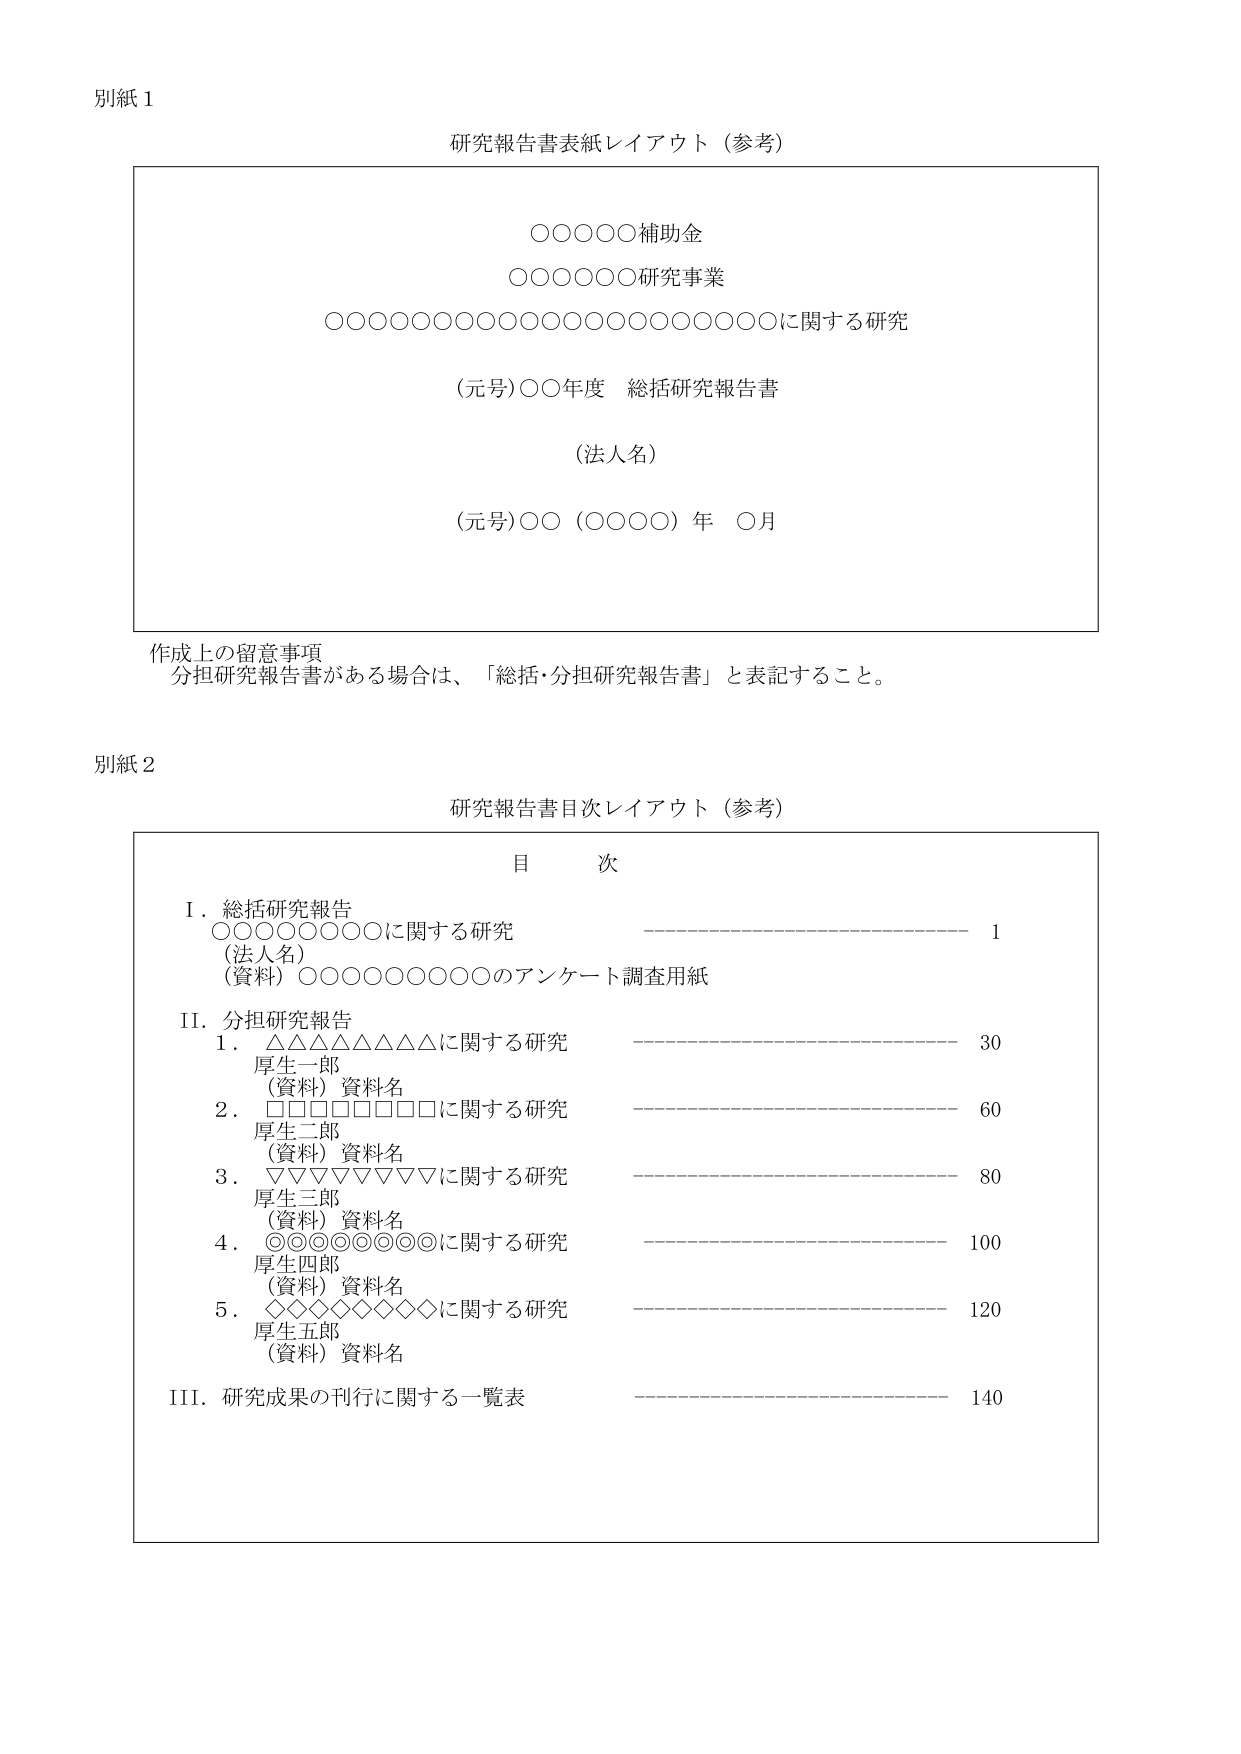 別紙１
研究報告書表紙レイアウト（参考）
○○○○○補助金
○○○○○○研究事業
○○○○○○○○○○○○○○○○○○○○○に関する研究
(元号)○○年度　総括研究報告書
（法人名）
(元号)○○（○○○○）年　○月
作成上の留意事項
分担研究報告書がある場合は、「総括･分担研究報告書」と表記すること。
別紙２
研究報告書目次レイアウト（参考）
目　　　次
Ｉ．総括研究報告
○○○○○○○○に関する研究　　　------------------------------　1
（法人名）
（資料）○○○○○○○○○のアンケート調査用紙
II．分担研究報告
１．　△△△△△△△△に関する研究　　　------------------------------　30
厚生一郎
（資料）資料名
２．　□□□□□□□□に関する研究　　　------------------------------　60
厚生二郎
（資料）資料名
３．　▽▽▽▽▽▽▽▽に関する研究　　　------------------------------　80
厚生三郎
（資料）資料名
４．　◎◎◎◎◎◎◎◎に関する研究　　　----------------------------　100
厚生四郎
（資料）資料名
５．　◇◇◇◇◇◇◇◇に関する研究　　　-----------------------------　120
厚生五郎
（資料）資料名
III．研究成果の刊行に関する一覧表　　　-----------------------------　140